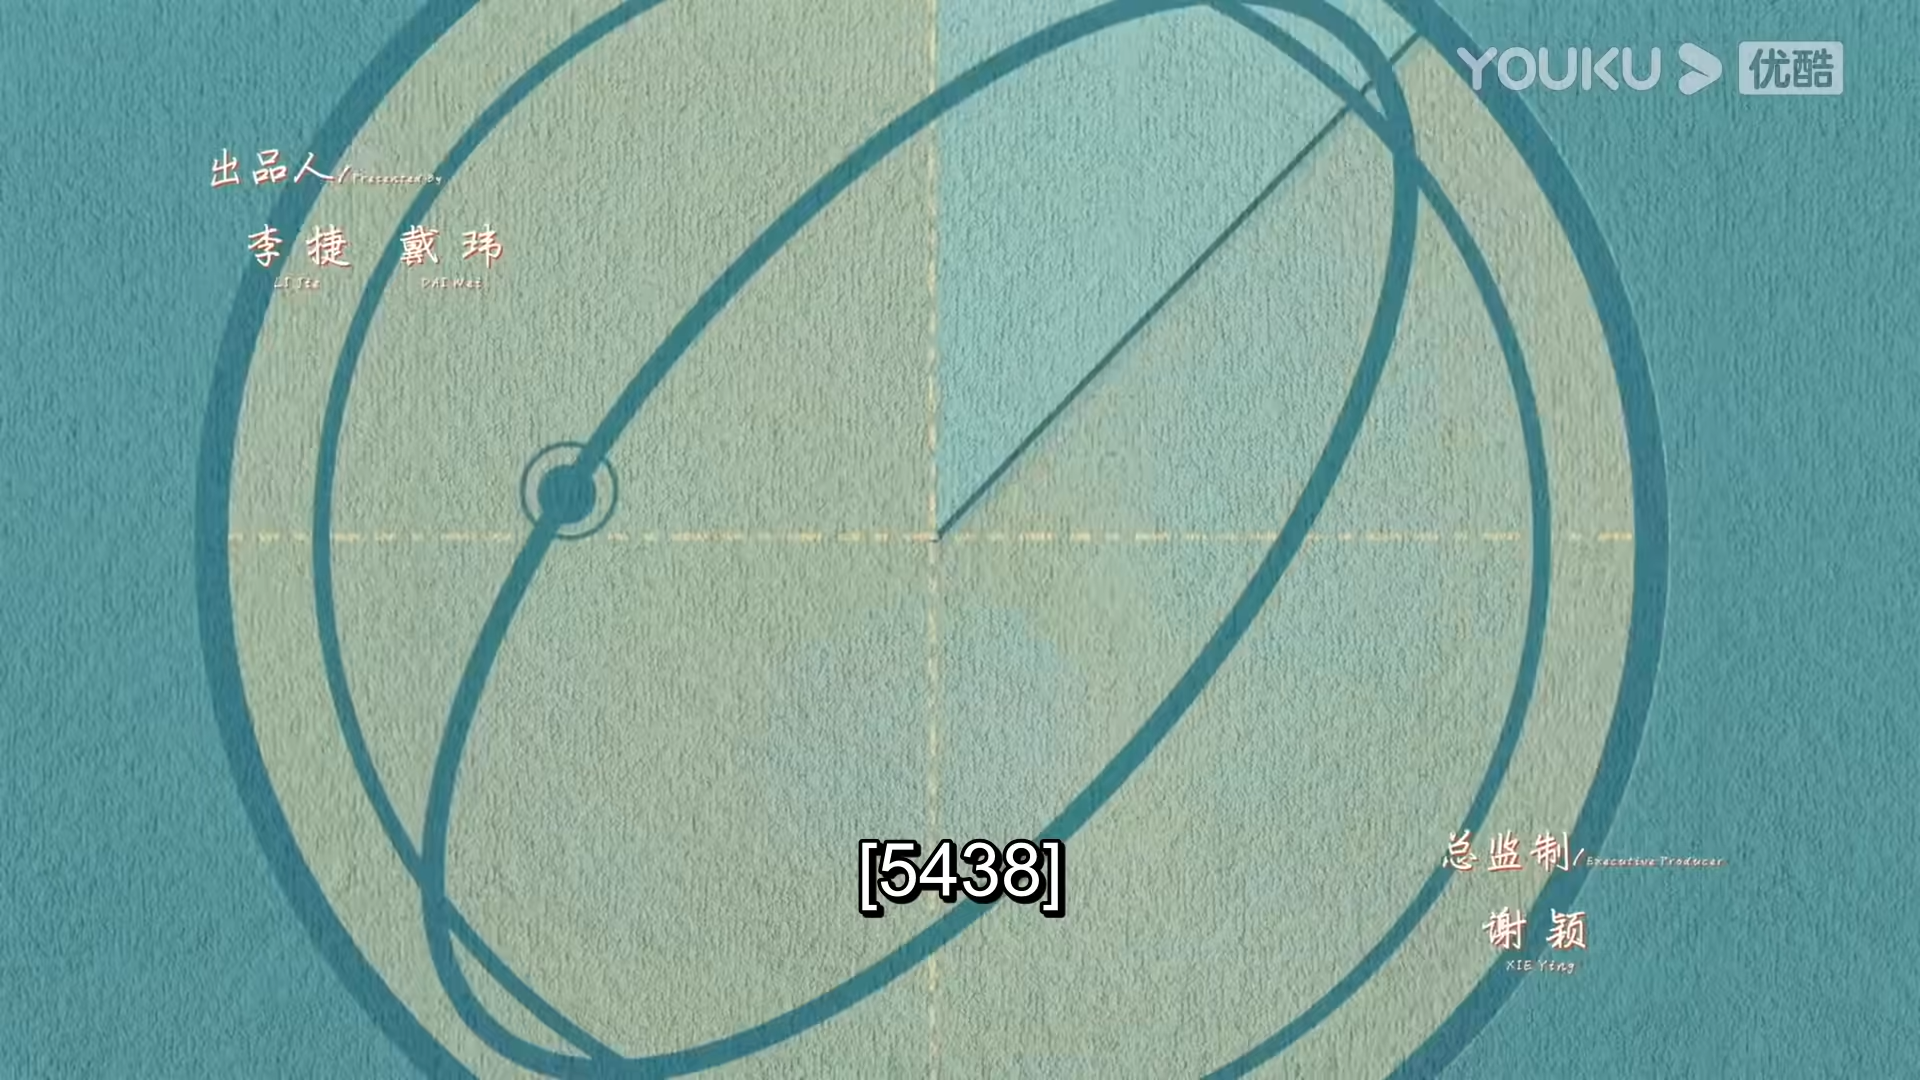 YOUKU 优酷
出品人/Presented By
李捷 戴玮
LI Jie DAI Wei
[5438]
总监制/Executive Producer
谢颖
XIE Ying